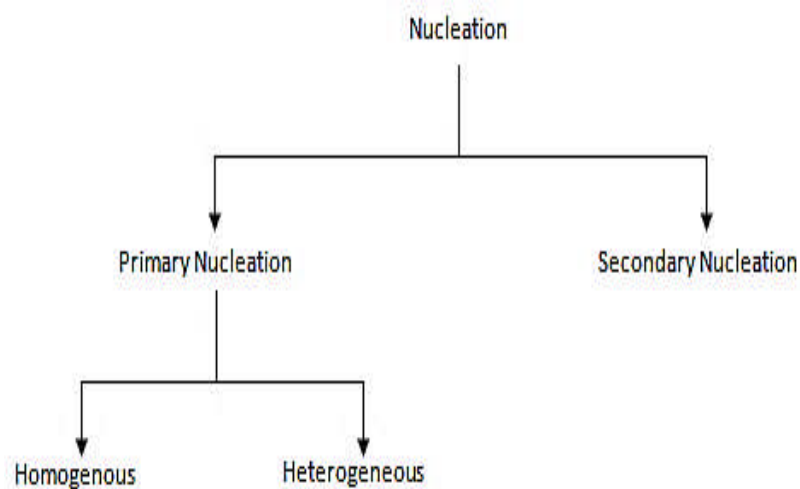 Nucleation
Primary Nucleation
Secondary Nucleation
Homogenous
Heterogeneous